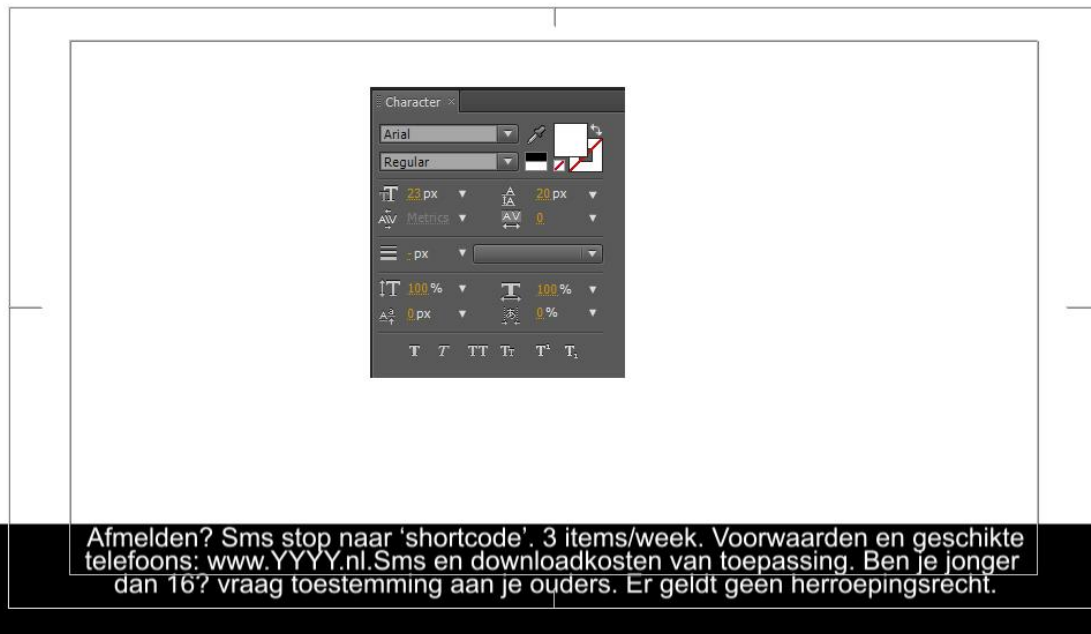 Character ×
Arial
Regular
23 px 20 px
Metrics 0
- px
100 % 100 %
0 px 0 %
T T TT Tt T¹ T₁
Afmelden? Sms stop naar ‘shortcode’. 3 items/week. Voorwaarden en geschikte
telefoons: www.YYYY.nl.Sms en downloadkosten van toepassing. Ben je jonger
dan 16? vraag toestemming aan je ouders. Er geldt geen herroepingsrecht.